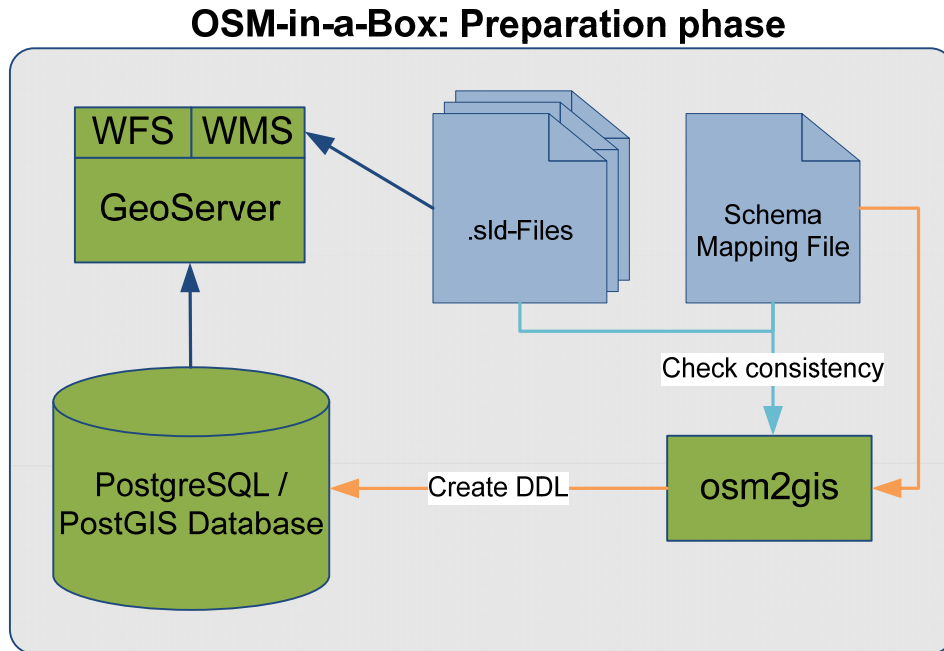 OSM-in-a-Box: Preparation phase
WFS
WMS
GeoServer
.sld-Files
Schema
Mapping File
Check consistency
PostgreSQL /
PostGIS Database
Create DDL
osm2gis